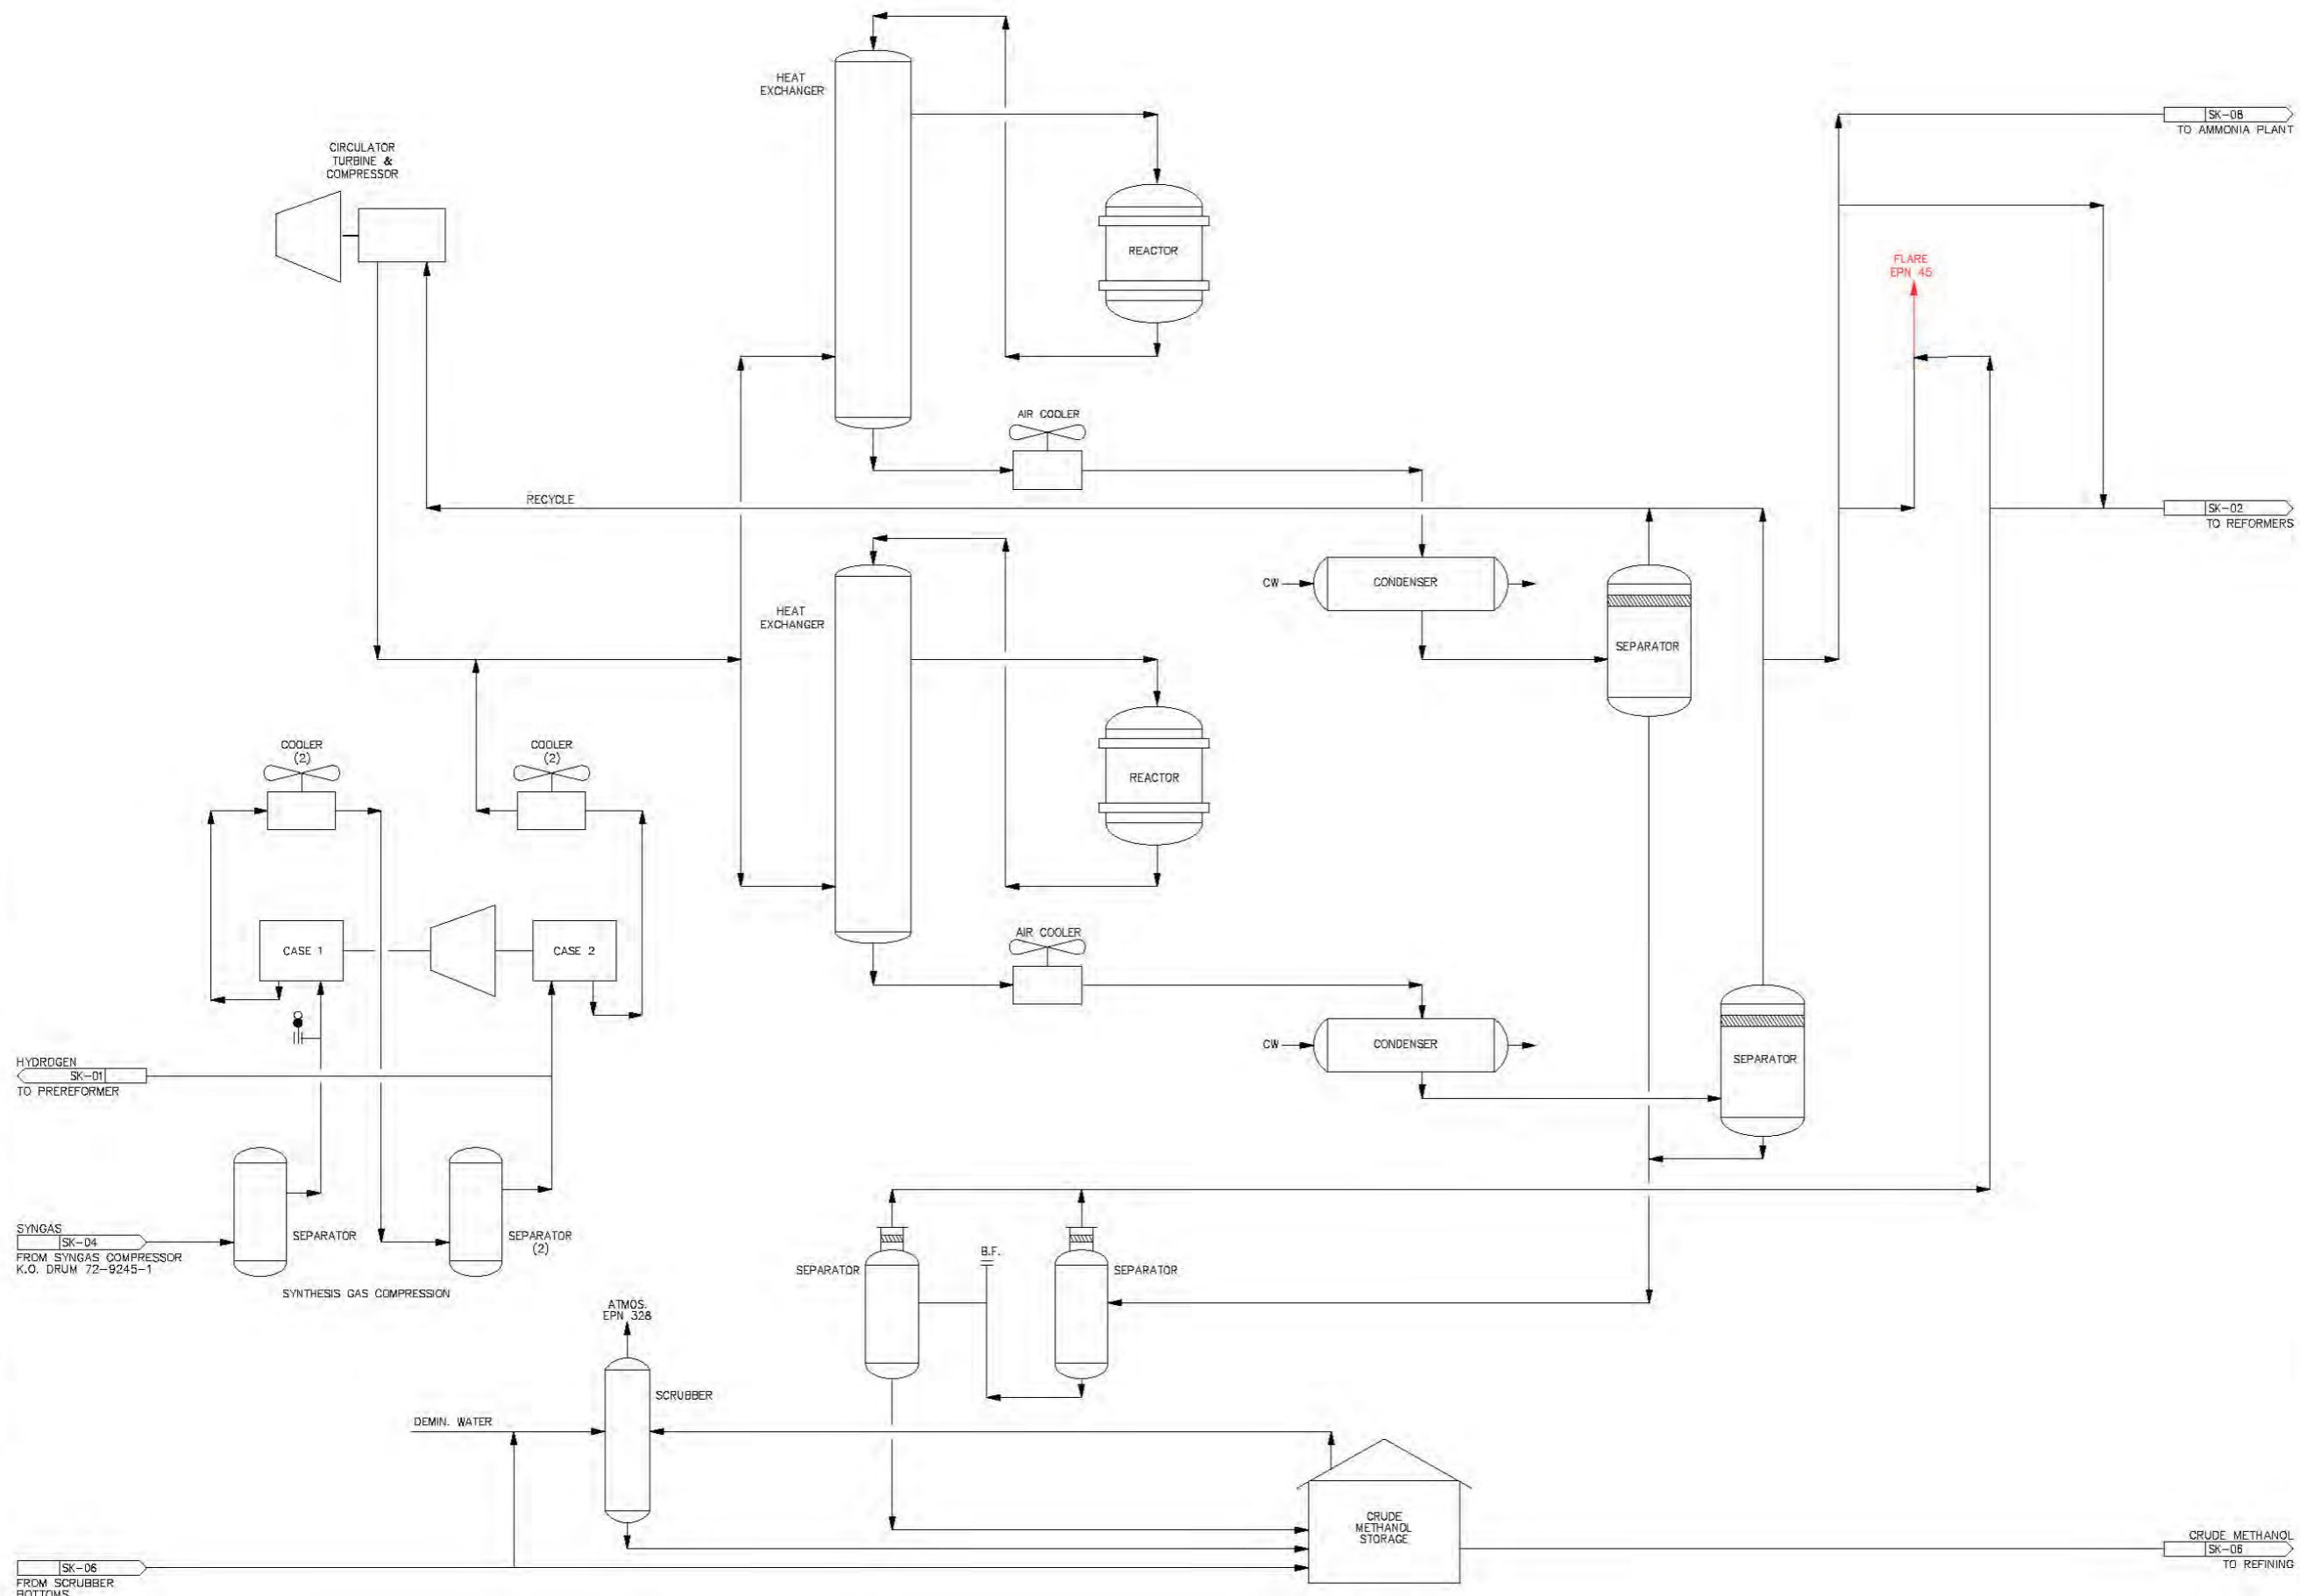 HEAT
EXCHANGER
SK-08
TO AMMONIA PLANT
CIRCULATOR
TURBINE &
COMPRESSOR
REACTOR
FLARE
EPN 45
AIR COOLER
RECYCLE
SK-02
TO REFORMERS
CW
CONDENSER
HEAT
EXCHANGER
SEPARATOR
COOLER
(2)
COOLER
(2)
REACTOR
AIR COOLER
CASE 1
CASE 2
CW
CONDENSER
SEPARATOR
HYDROGEN
SK-01
TO PREREFORMER
SYNGAS
SK-04
FROM SYNGAS COMPRESSOR
K.O. DRUM 72-9245-1
SEPARATOR
SEPARATOR
(2)
SYNTHESIS GAS COMPRESSION
SEPARATOR
B.F.
SEPARATOR
ATMOS.
EPN 328
SCRUBBER
DEMIN. WATER
CRUDE
METHANOL
STORAGE
CRUDE METHANOL
SK-06
TO REFINING
SK-06
FROM SCRUBBER
BOTTOMS